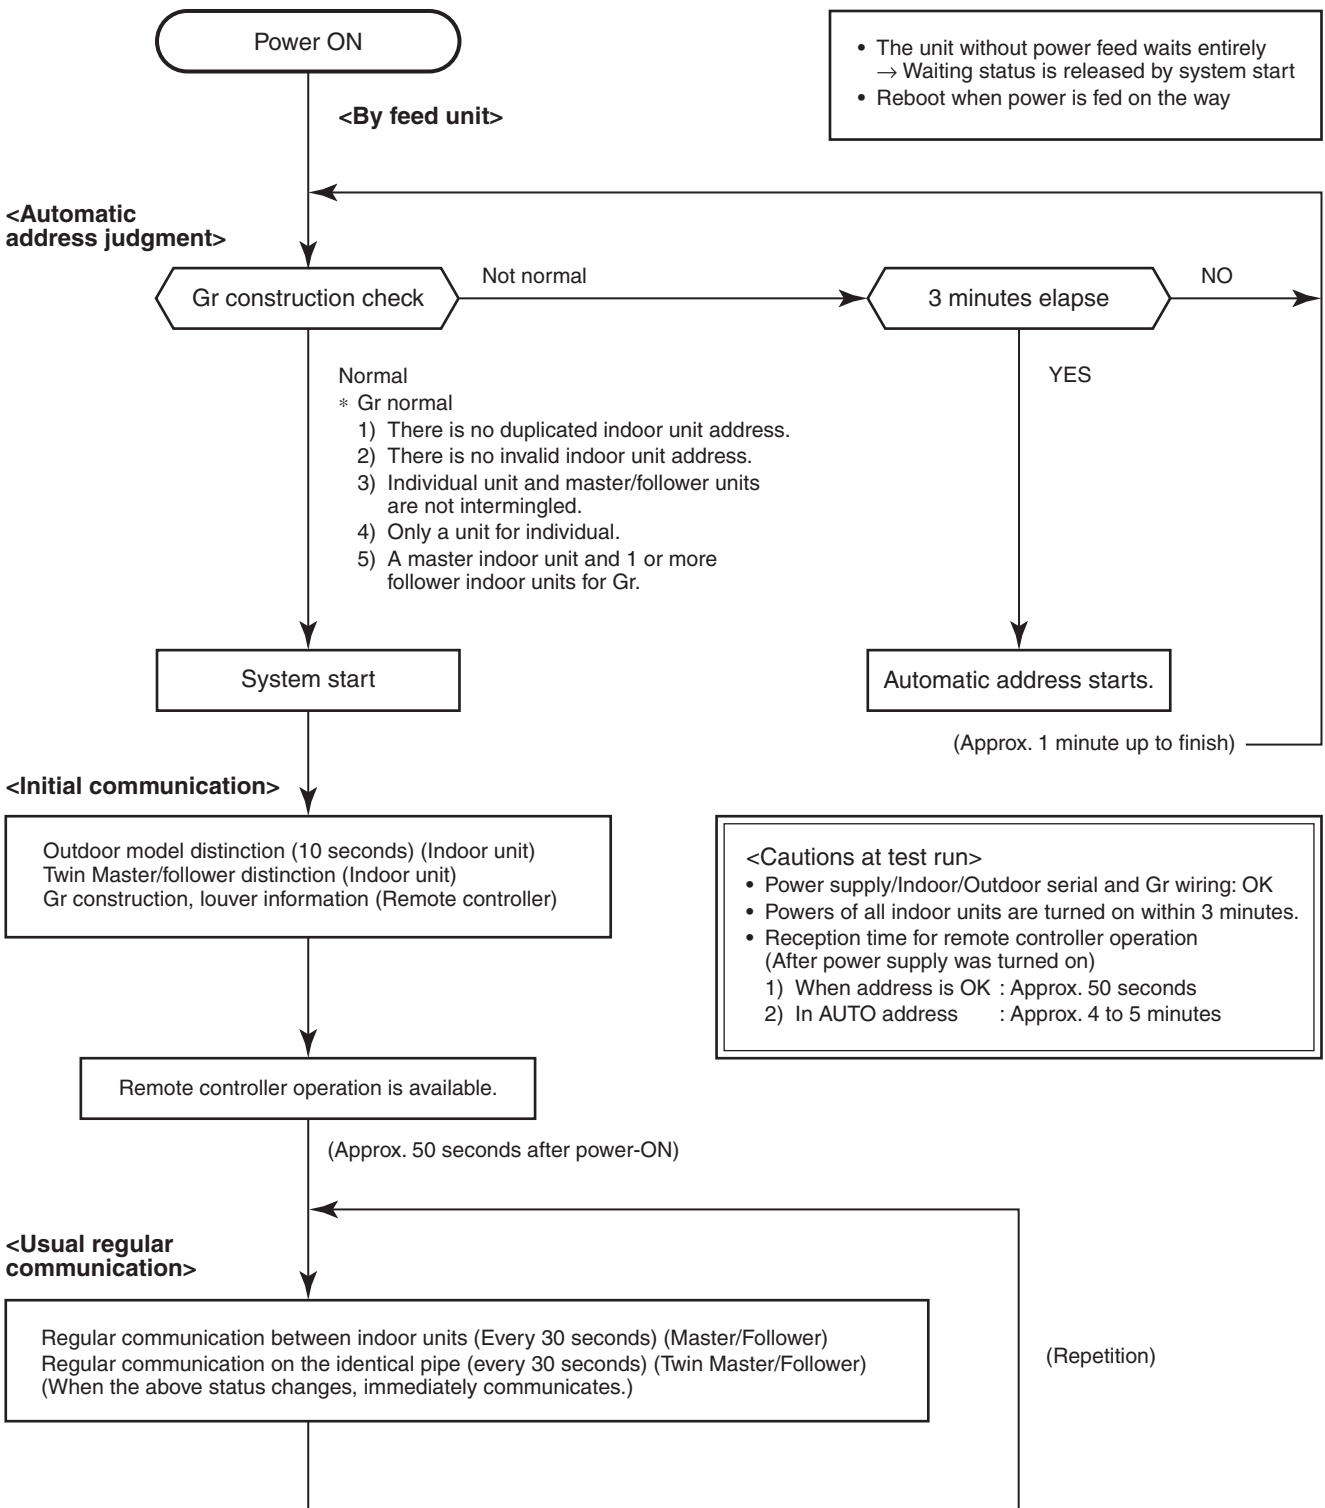 Power ON
• The unit without power feed waits entirely
→ Waiting status is released by system start
• Reboot when power is fed on the way
<By feed unit>
<Automatic
address judgment>
Gr construction check
Not normal
3 minutes elapse
NO
Normal
* Gr normal
1) There is no duplicated indoor unit address.
2) There is no invalid indoor unit address.
3) Individual unit and master/follower units
are not intermingled.
4) Only a unit for individual.
5) A master indoor unit and 1 or more
follower indoor units for Gr.
YES
System start
Automatic address starts.
(Approx. 1 minute up to finish)
<Initial communication>
Outdoor model distinction (10 seconds) (Indoor unit)
Twin Master/follower distinction (Indoor unit)
Gr construction, louver information (Remote controller)
<Cautions at test run>
• Power supply/Indoor/Outdoor serial and Gr wiring: OK
• Powers of all indoor units are turned on within 3 minutes.
• Reception time for remote controller operation
(After power supply was turned on)
1) When address is OK : Approx. 50 seconds
2) In AUTO address : Approx. 4 to 5 minutes
Remote controller operation is available.
(Approx. 50 seconds after power-ON)
<Usual regular
communication>
Regular communication between indoor units (Every 30 seconds) (Master/Follower)
Regular communication on the identical pipe (every 30 seconds) (Twin Master/Follower)
(When the above status changes, immediately communicates.)
(Repetition)